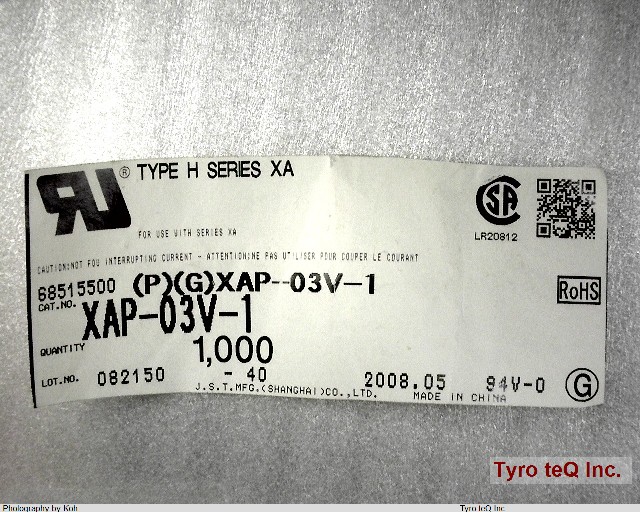 ® TYPE H SERIES XA
FOR USE WITH SERIES XA
LR20812
CAUTION:NOT FOU INTERRUPTING CURRENT - ATTENTION:NE PAS UTILISER POUR COUPER LE COURANT
68515500 (P)(G)XAP--03V-1
CAT.NO. XAP-03V-1
RoHS
QUANTITY 1,000
LOT.NO. 082150 - 40 2008.05 94V-0 G
J.S.T.MFG.(SHANGHAI)CO.,LTD. MADE IN CHINA
Tyro teQ Inc.
Photography by Koh Tyro teQ Inc